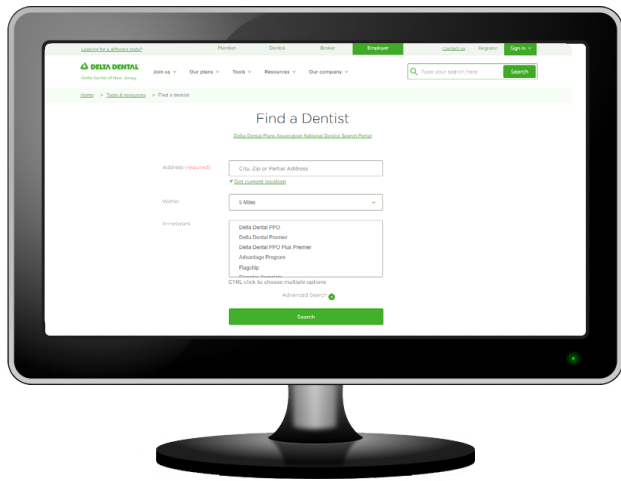 Looking for a different state? Member Dental Broker Employer Contact us Register Sign in
DELTA DENTAL
Delta Dental of New Jersey
Join us Our plans Tools Resources Our company Type your search here Search
Home > Tools & resources > Find a dentist
Find a Dentist
Delta Dental Plans Association National Dentist Search Portal
Address (required) City, Zip or Partial Address
Get current location
Within 5 Miles
In-network
Delta Dental PPO
Delta Dental Premier
Delta Dental PPO Plus Premier
Advantage Program
Flagship
CTRL click to choose multiple options
Advanced Search
Search